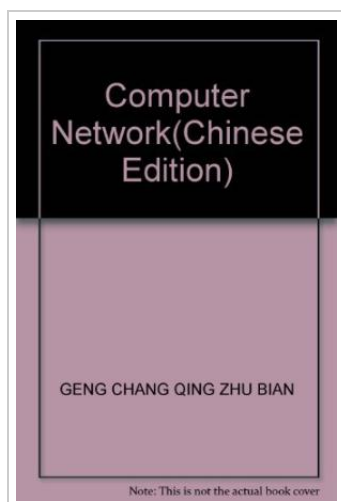 Computer
Network(Chinese
Edition)
GENG CHANG QING ZHU BIAN
Note: This is not the actual book cover